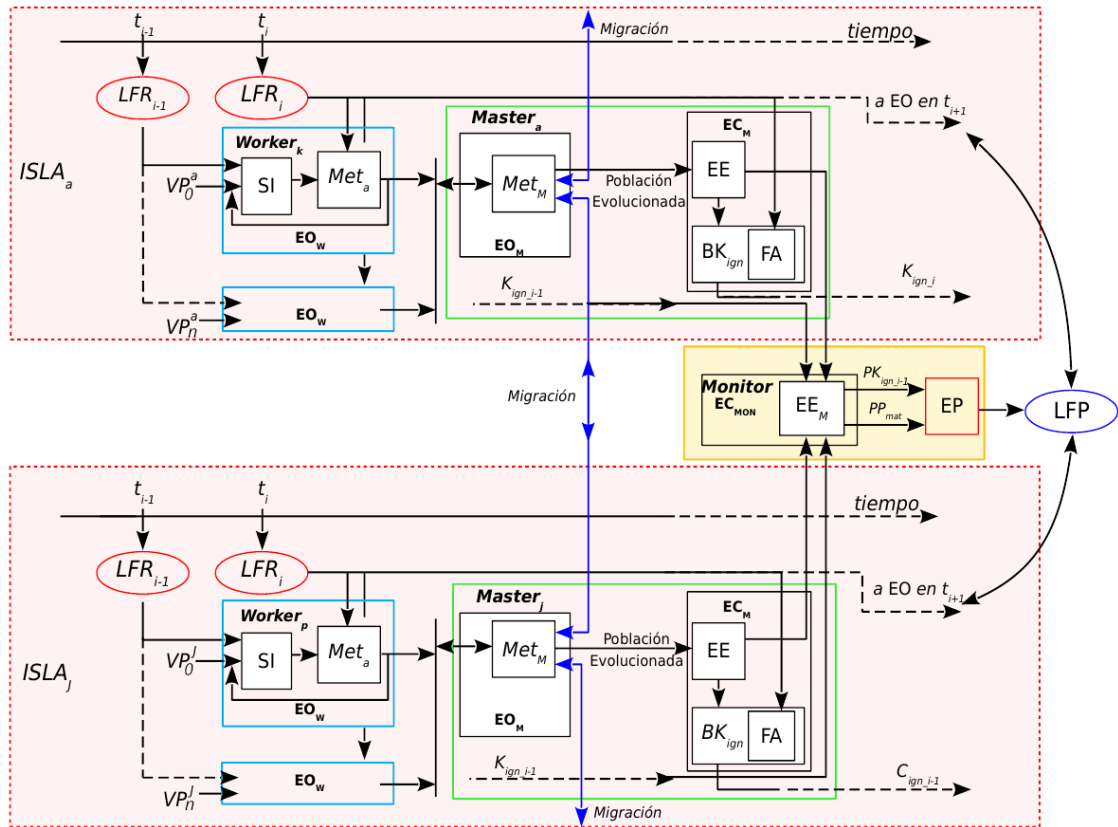 t_{i-1} t_i Migración tiempo
LFR_{i-1} LFR_i a EO en t_{i+1}
Master_a EC_M
Worker_k
ISLA_a VP_0^a SI Met_a Met_M EE
Población
Evolucionada
EO_W EO_M BK_{ign} FA
K_{ign_i-1} K_{ign_i}
VP_n^a EO_W
Migración
Monitor
EC_{MON} EE_M PK_{ign_i-1} PP_{mat} EP LFP
t_{i-1} t_i tiempo
LFR_{i-1} LFR_i a EO en t_{i+1}
Master_j EC_M
Worker_p
ISLA_J VP_0^J SI Met_a Met_M EE
Población
Evolucionada
EO_W EO_M BK_{ign} FA
K_{ign_i-1} C_{ign_i-1}
VP_n^J EO_W
Migración